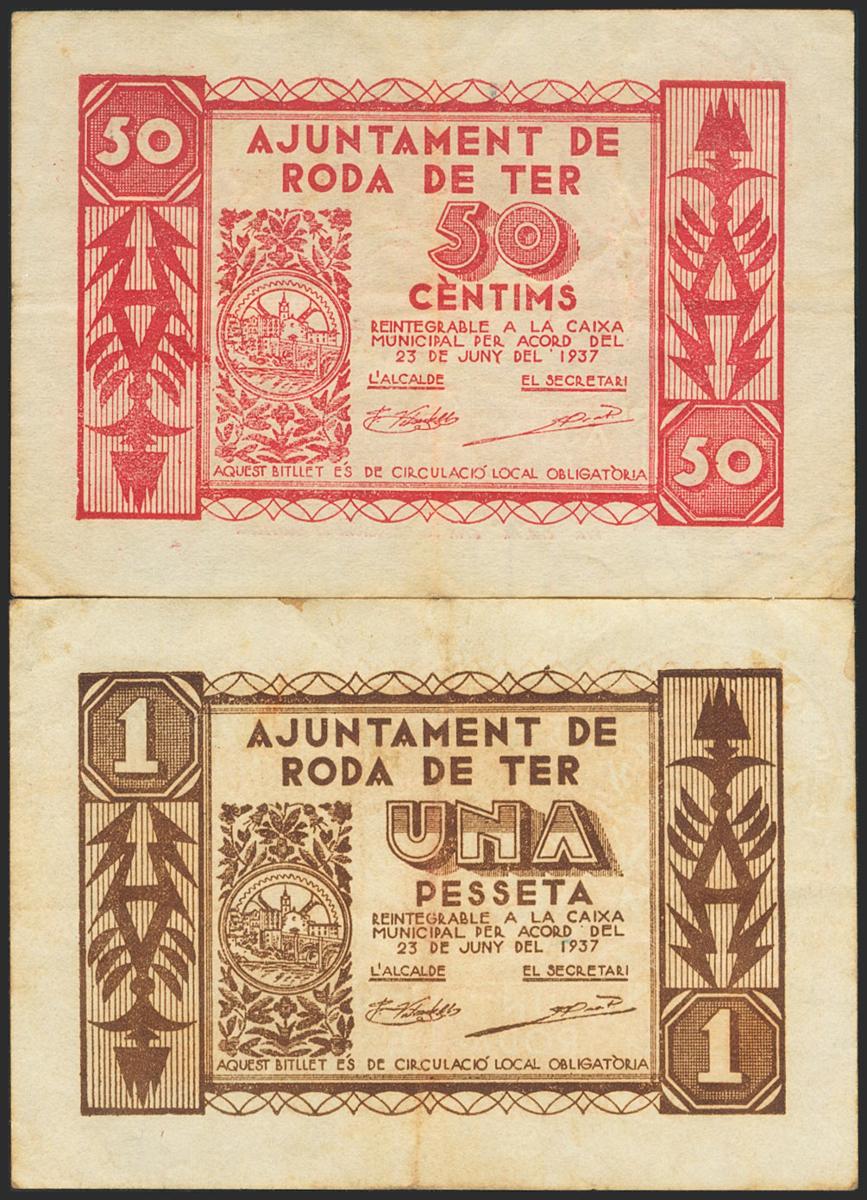 50
AJUNTAMENT DE
RODA DE TER
50
CÈNTIMS
REINTEGRABLE A LA CAIXA
MUNICIPAL PER ACORD DEL
23 DE JUNY DEL 1937
L'ALCALDE EL SECRETARI
AQUEST BITLLET ÉS DE CIRCULACIÓ LOCAL OBLIGATÒRIA
50
1
AJUNTAMENT DE
RODA DE TER
UNA
PESSETA
REINTEGRABLE A LA CAIXA
MUNICIPAL PER ACORD DEL
23 DE JUNY DEL 1937
L'ALCALDE EL SECRETARI
AQUEST BITLLET ÉS DE CIRCULACIÓ LOCAL OBLIGATÒRIA
1